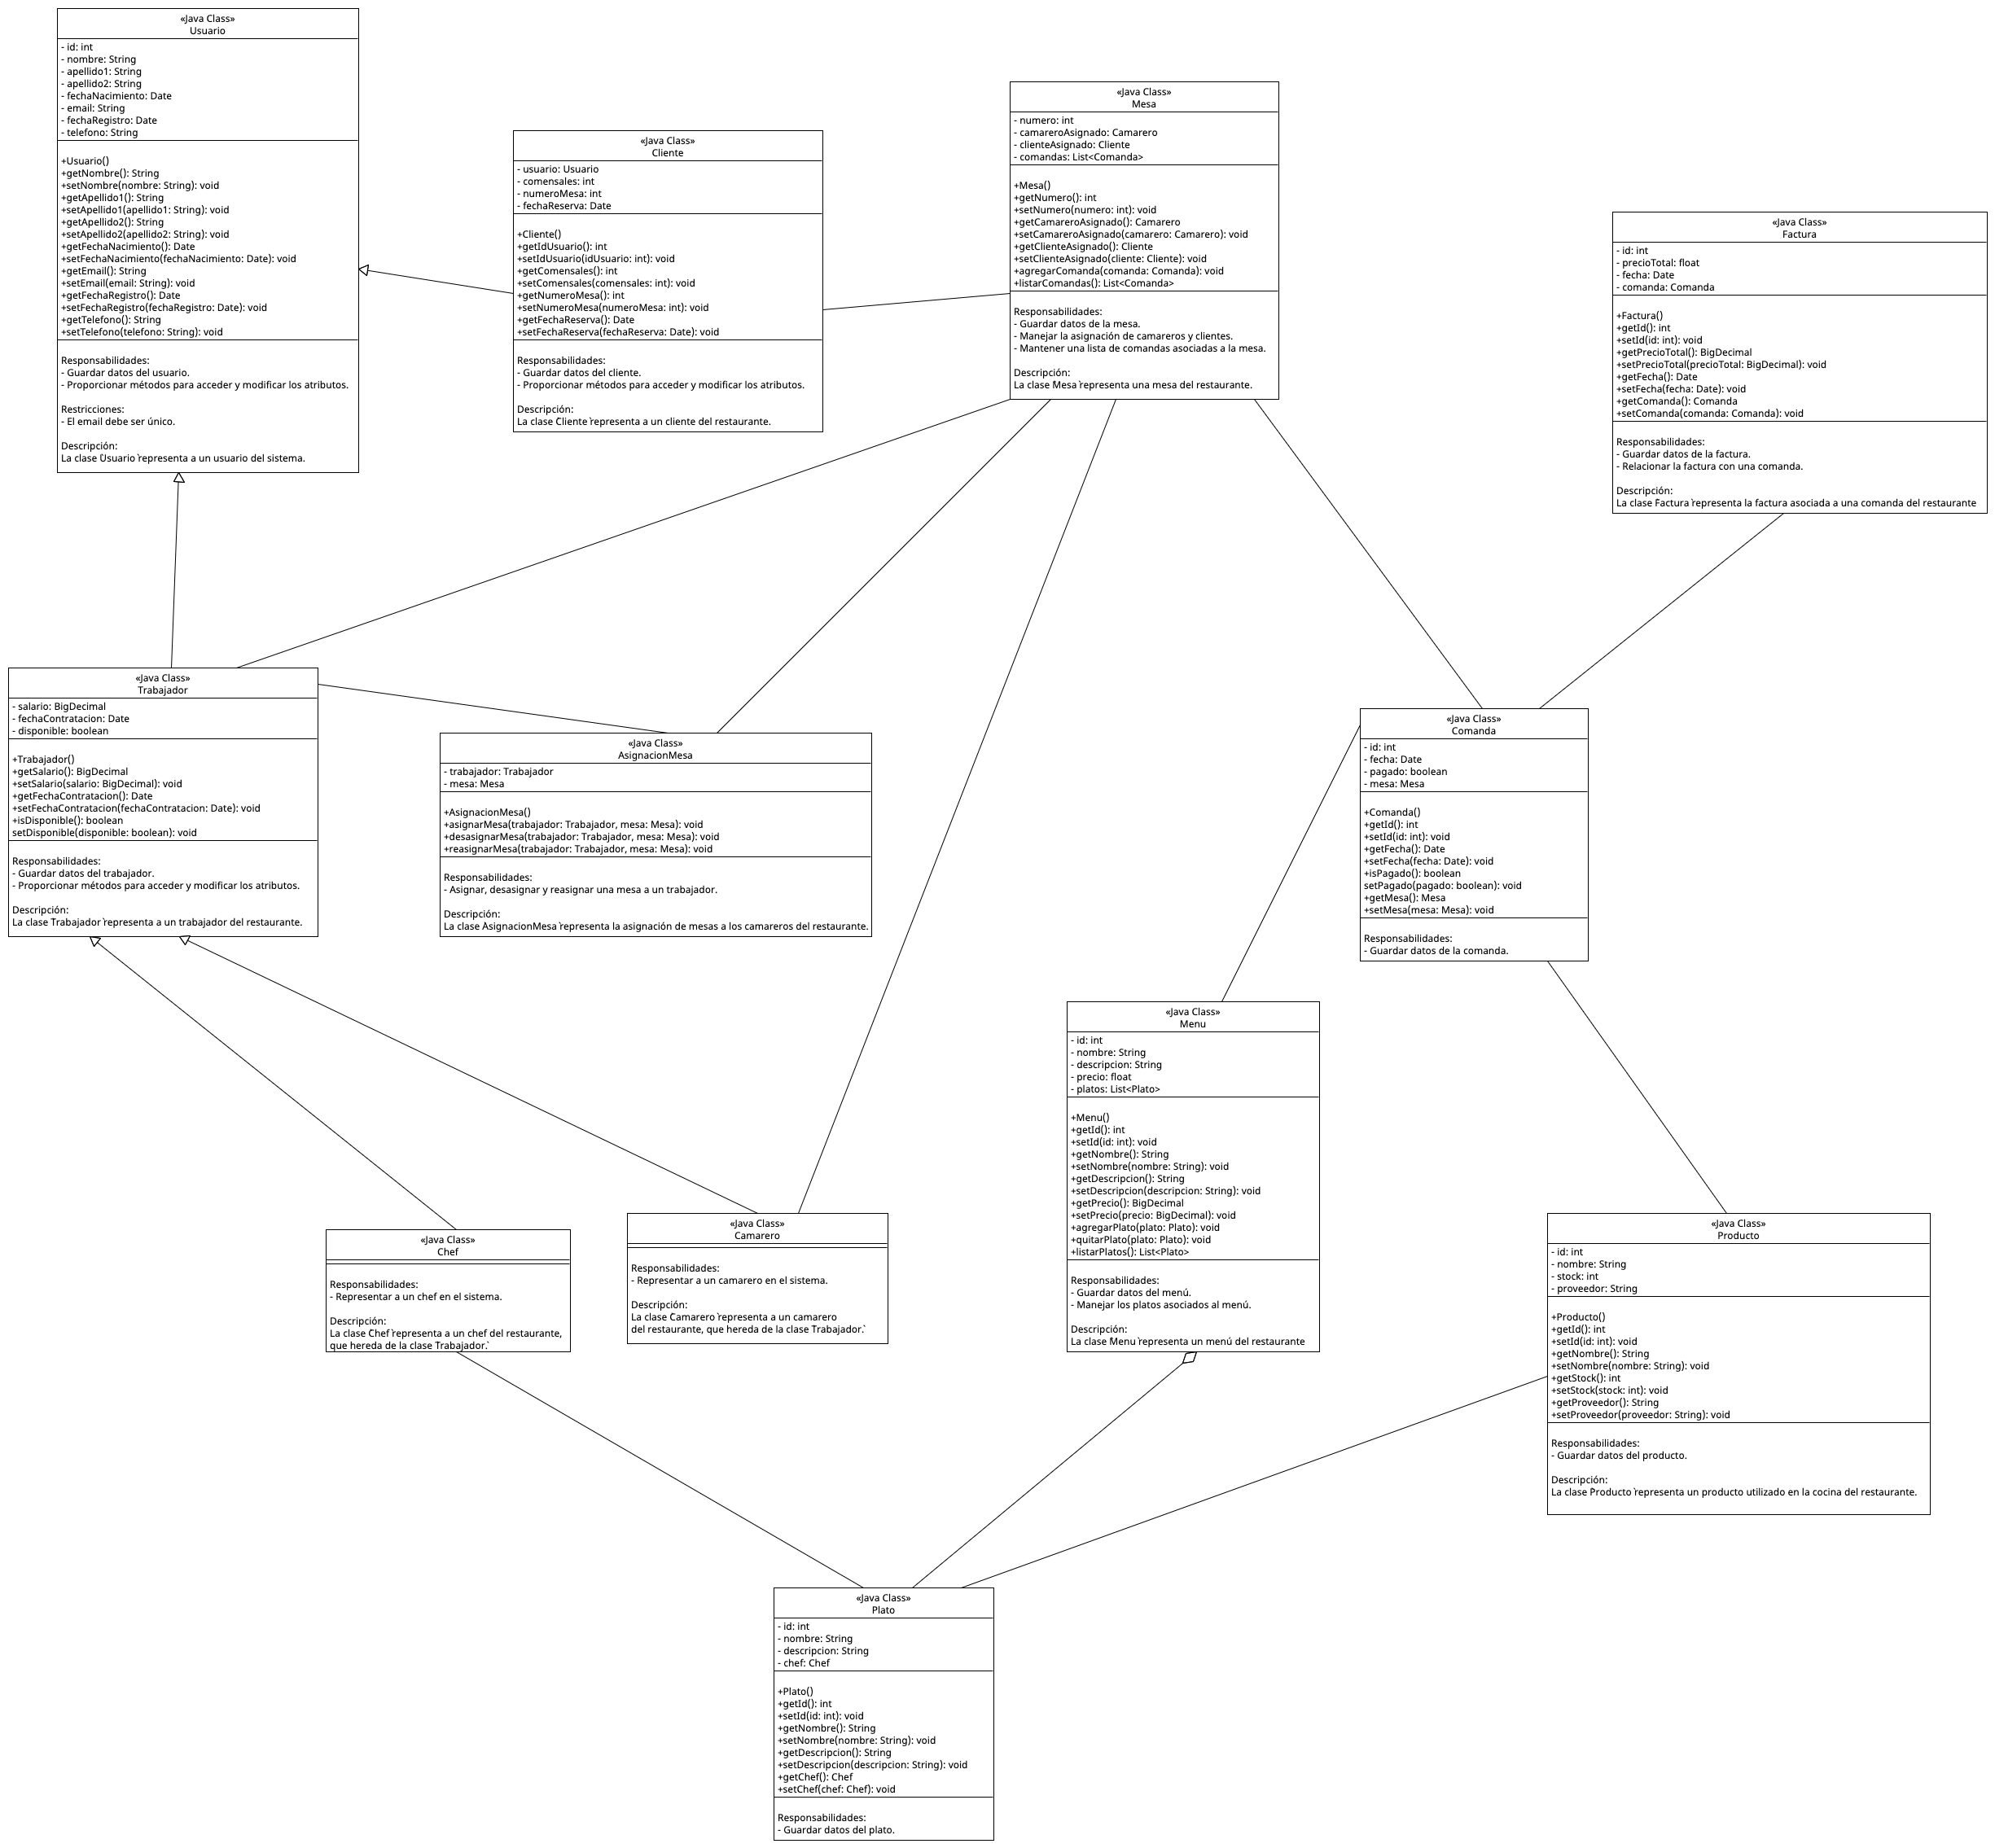 «Java Class»
Usuario
- id: int
- nombre: String
- apellido1: String
- apellido2: String
- fechaNacimiento: Date
- email: String
- fechaRegistro: Date
- telefono: String
+Usuario()
+getNombre(): String
+setNombre(nombre: String): void
+getApellido1(): String
+setApellido1(apellido1: String): void
+getApellido2(): String
+setApellido2(apellido2: String): void
+getFechaNacimiento(): Date
+setFechaNacimiento(fechaNacimiento: Date): void
+getEmail(): String
+setEmail(email: String): void
+getFechaRegistro(): Date
+setFechaRegistro(fechaRegistro: Date): void
+getTelefono(): String
+setTelefono(telefono: String): void
Responsabilidades:
- Guardar datos del usuario.
- Proporcionar métodos para acceder y modificar los atributos.
Restricciones:
- El email debe ser único.
Descripción:
La clase `Usuario` representa a un usuario del sistema.
«Java Class»
Cliente
- usuario: Usuario
- comensales: int
- numeroMesa: int
- fechaReserva: Date
+Cliente()
+getIdUsuario(): int
+setIdUsuario(idUsuario: int): void
+getComensales(): int
+setComensales(comensales: int): void
+getNumeroMesa(): int
+setNumeroMesa(numeroMesa: int): void
+getFechaReserva(): Date
+setFechaReserva(fechaReserva: Date): void
Responsabilidades:
- Guardar datos del cliente.
- Proporcionar métodos para acceder y modificar los atributos.
Descripción:
La clase `Cliente` representa a un cliente del restaurante.
«Java Class»
Mesa
- numero: int
- camareroAsignado: Camarero
- clienteAsignado: Cliente
- comandas: List<Comanda>
+Mesa()
+getNumero(): int
+setNumero(numero: int): void
+getCamareroAsignado(): Camarero
+setCamareroAsignado(camarero: Camarero): void
+getClienteAsignado(): Cliente
+setClienteAsignado(cliente: Cliente): void
+agregarComanda(comanda: Comanda): void
+listarComandas(): List<Comanda>
Responsabilidades:
- Guardar datos de la mesa.
- Manejar la asignación de camareros y clientes.
- Mantener una lista de comandas asociadas a la mesa.
Descripción:
La clase `Mesa` representa una mesa del restaurante.
«Java Class»
Factura
- id: int
- precioTotal: float
- fecha: Date
- comanda: Comanda
+Factura()
+getId(): int
+setId(id: int): void
+getPrecioTotal(): BigDecimal
+setPrecioTotal(precioTotal: BigDecimal): void
+getFecha(): Date
+setFecha(fecha: Date): void
+getComanda(): Comanda
+setComanda(comanda: Comanda): void
Responsabilidades:
- Guardar datos de la factura.
- Relacionar la factura con una comanda.
Descripción:
La clase `Factura` representa la factura asociada a una comanda del restaurante
«Java Class»
Trabajador
- salario: BigDecimal
- fechaContratacion: Date
- disponible: boolean
+Trabajador()
+getSalario(): BigDecimal
+setSalario(salario: BigDecimal): void
+getFechaContratacion(): Date
+setFechaContratacion(fechaContratacion: Date): void
+isDisponible(): boolean
setDisponible(disponible: boolean): void
Responsabilidades:
- Guardar datos del trabajador.
- Proporcionar métodos para acceder y modificar los atributos.
Descripción:
La clase `Trabajador` representa a un trabajador del restaurante.
«Java Class»
AsignacionMesa
- trabajador: Trabajador
- mesa: Mesa
+AsignacionMesa()
+asignarMesa(trabajador: Trabajador, mesa: Mesa): void
+desasignarMesa(trabajador: Trabajador, mesa: Mesa): void
+reasignarMesa(trabajador: Trabajador, mesa: Mesa): void
Responsabilidades:
- Asignar, desasignar y reasignar una mesa a un trabajador.
Descripción:
La clase `AsignacionMesa` representa la asignación de mesas a los camareros del restaurante.
«Java Class»
Comanda
- id: int
- fecha: Date
- pagado: boolean
- mesa: Mesa
+Comanda()
+getId(): int
+setId(id: int): void
+getFecha(): Date
+setFecha(fecha: Date): void
+isPagado(): boolean
setPagado(pagado: boolean): void
+getMesa(): Mesa
+setMesa(mesa: Mesa): void
Responsabilidades:
- Guardar datos de la comanda.
«Java Class»
Menu
- id: int
- nombre: String
- descripcion: String
- precio: float
- platos: List<Plato>
+Menu()
+getId(): int
+setId(id: int): void
+getNombre(): String
+setNombre(nombre: String): void
+getDescripcion(): String
+setDescripcion(descripcion: String): void
+getPrecio(): BigDecimal
+setPrecio(precio: BigDecimal): void
+agregarPlato(plato: Plato): void
+quitarPlato(plato: Plato): void
+listarPlatos(): List<Plato>
Responsabilidades:
- Guardar datos del menú.
- Manejar los platos asociados al menú.
Descripción:
La clase `Menu` representa un menú del restaurante
«Java Class»
Chef
Responsabilidades:
- Representar a un chef en el sistema.
Descripción:
La clase `Chef` representa a un chef del restaurante,
que hereda de la clase `Trabajador`.
«Java Class»
Camarero
Responsabilidades:
- Representar a un camarero en el sistema.
Descripción:
La clase `Camarero` representa a un camarero
del restaurante, que hereda de la clase `Trabajador`.
«Java Class»
Producto
- id: int
- nombre: String
- stock: int
- proveedor: String
+Producto()
+getId(): int
+setId(id: int): void
+getNombre(): String
+setNombre(nombre: String): void
+getStock(): int
+setStock(stock: int): void
+getProveedor(): String
+setProveedor(proveedor: String): void
Responsabilidades:
- Guardar datos del producto.
Descripción:
La clase `Producto` representa un producto utilizado en la cocina del restaurante.
«Java Class»
Plato
- id: int
- nombre: String
- descripcion: String
- chef: Chef
+Plato()
+getId(): int
+setId(id: int): void
+getNombre(): String
+setNombre(nombre: String): void
+getDescripcion(): String
+setDescripcion(descripcion: String): void
+getChef(): Chef
+setChef(chef: Chef): void
Responsabilidades:
- Guardar datos del plato.